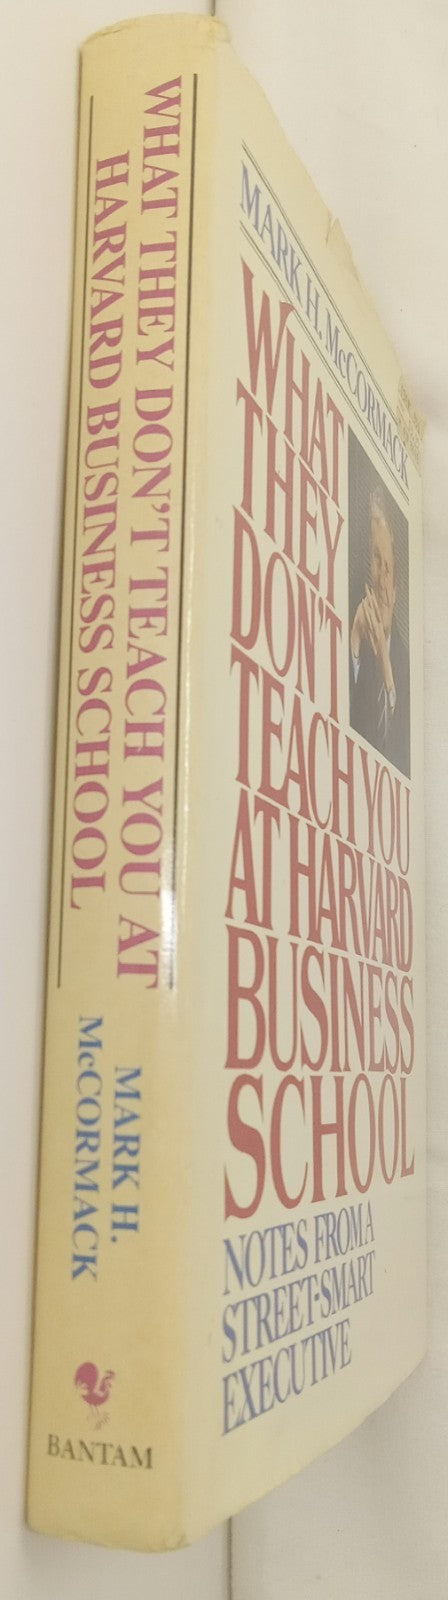 WHAT THEY DON'T TEACH YOU AT
HARVARD BUSINESS SCHOOL
MARK H.
McCORMACK
BANTAM
MARK H. McCORMACK
WHAT
THEY
DON'T
TEACH YOU
AT HARVARD
BUSINESS
SCHOOL
NOTES FROM A
STREET-SMART
EXECUTIVE